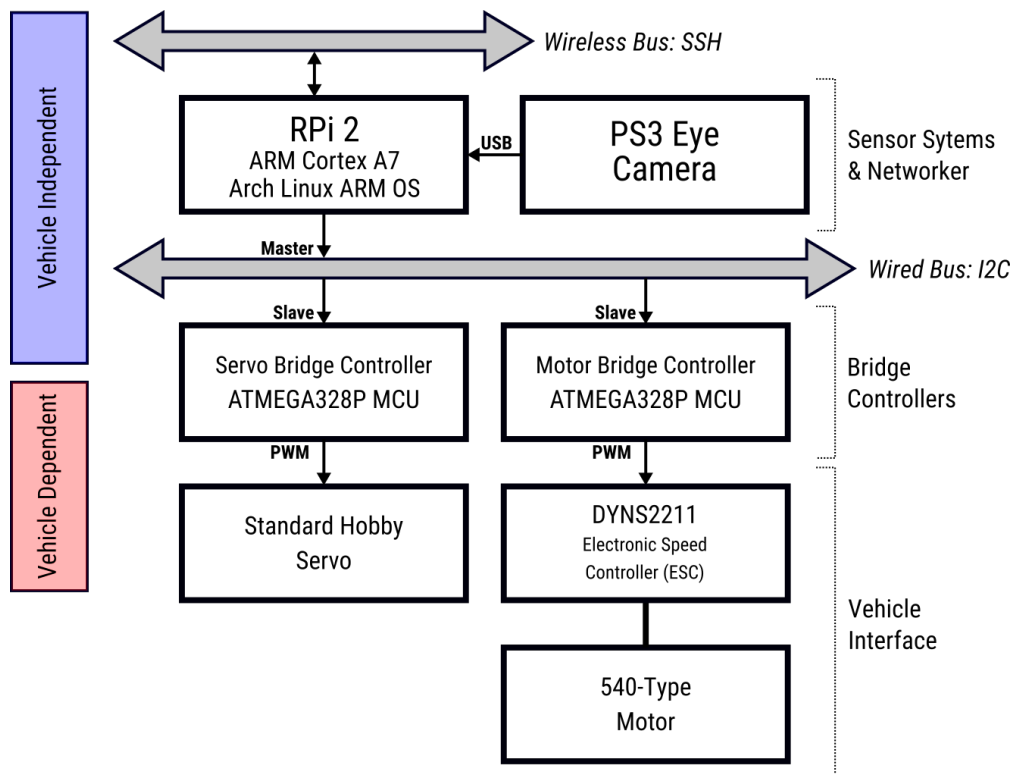 Wireless Bus: SSH
Vehicle Independent
RPi 2
ARM Cortex A7
Arch Linux ARM OS
USB
PS3 Eye
Camera
Sensor Sytems
& Networker
Master
Wired Bus: I2C
Slave
Slave
Servo Bridge Controller
ATMEGA328P MCU
Motor Bridge Controller
ATMEGA328P MCU
Bridge
Controllers
Vehicle Dependent
PWM
PWM
Standard Hobby
Servo
DYNS2211
Electronic Speed
Controller (ESC)
Vehicle
Interface
540-Type
Motor